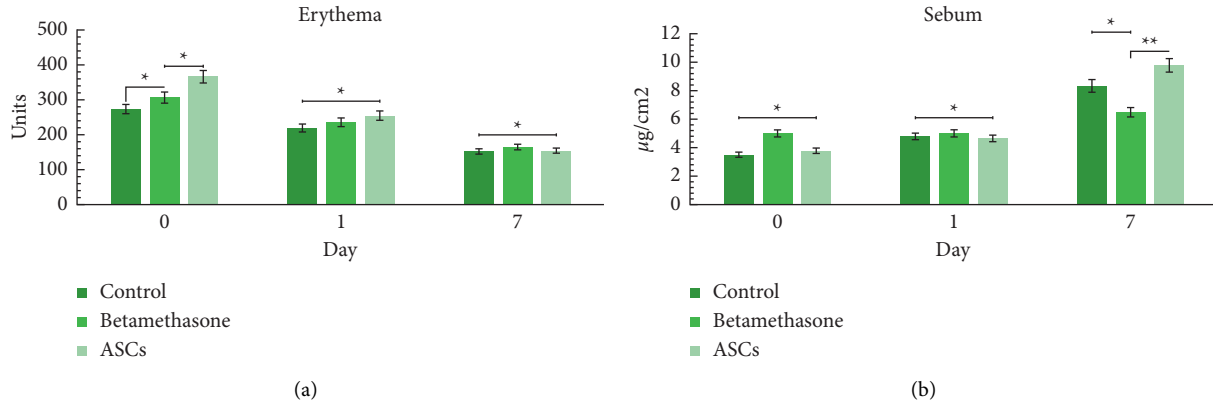 Erythema
Units
500
400
300
200
100
0
* * * *
0 1 7
Day
Control
Betamethasone
ASCs
(a)
Sebum
µg/cm2
12
10
8
6
4
2
0
* * * **
0 1 7
Day
Control
Betamethasone
ASCs
(b)